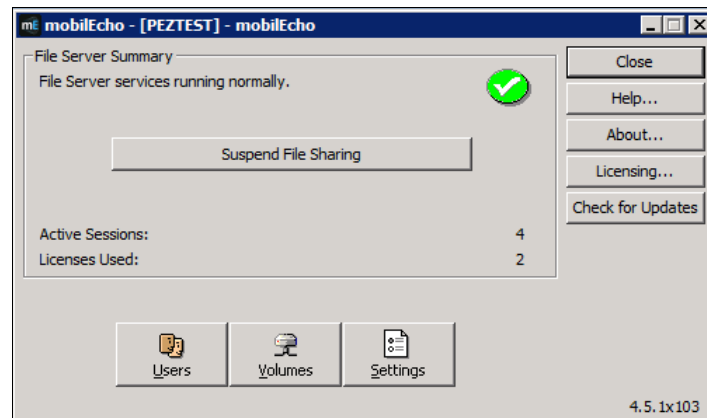 mE mobilEcho - [PEZTEST] - mobilEcho
File Server Summary
File Server services running normally.
Suspend File Sharing
Active Sessions: 4
Licenses Used: 2
Close
Help...
About...
Licensing...
Check for Updates
Users
Volumes
Settings
4.5.1x103